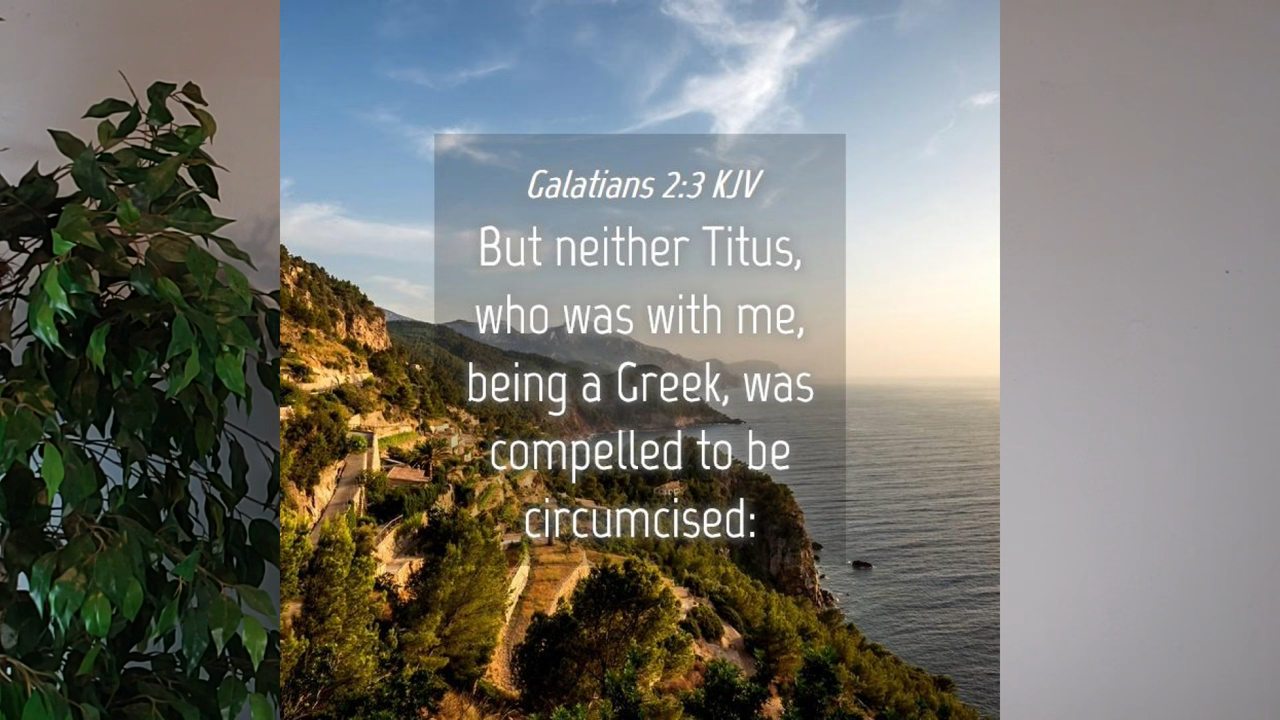 Galatians 2:3 KJV
But neither Titus,
who was with me,
being a Greek, was
compelled to be
circumcised: